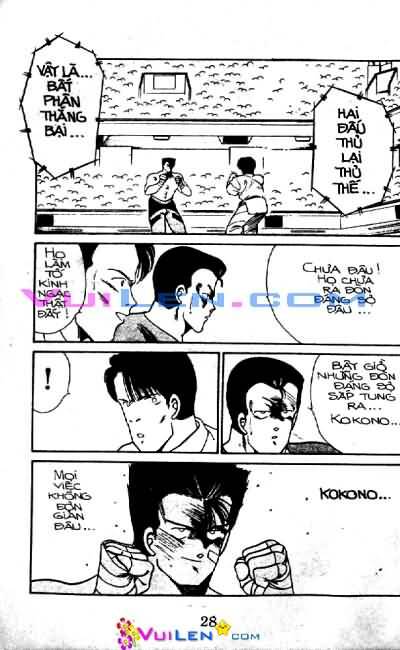 VẬY LÀ...
BẤT
PHÂN
THẮNG
BẠI...
HAI
ĐẤU
THỦ
LẠI
THỦ
THẾ...
HỌ
LÀM
TỔ
KINH
NGẠC
THẬT
ĐẤY!
CHƯA ĐÂU!
HỌ CHƯA
RA ĐÒN
ĐÁNG SỢ
ĐÂU...
VUILEN.COM
!
BÂY GIỜ
NHỮNG ĐÒN
ĐÁNG SỢ
SẮP TUNG
RA...
KOKONO...
MỌI
VIỆC
KHÔNG
ĐƠN
GIẢN
ĐÂU...
KOKONO...
28
VUILEN.COM